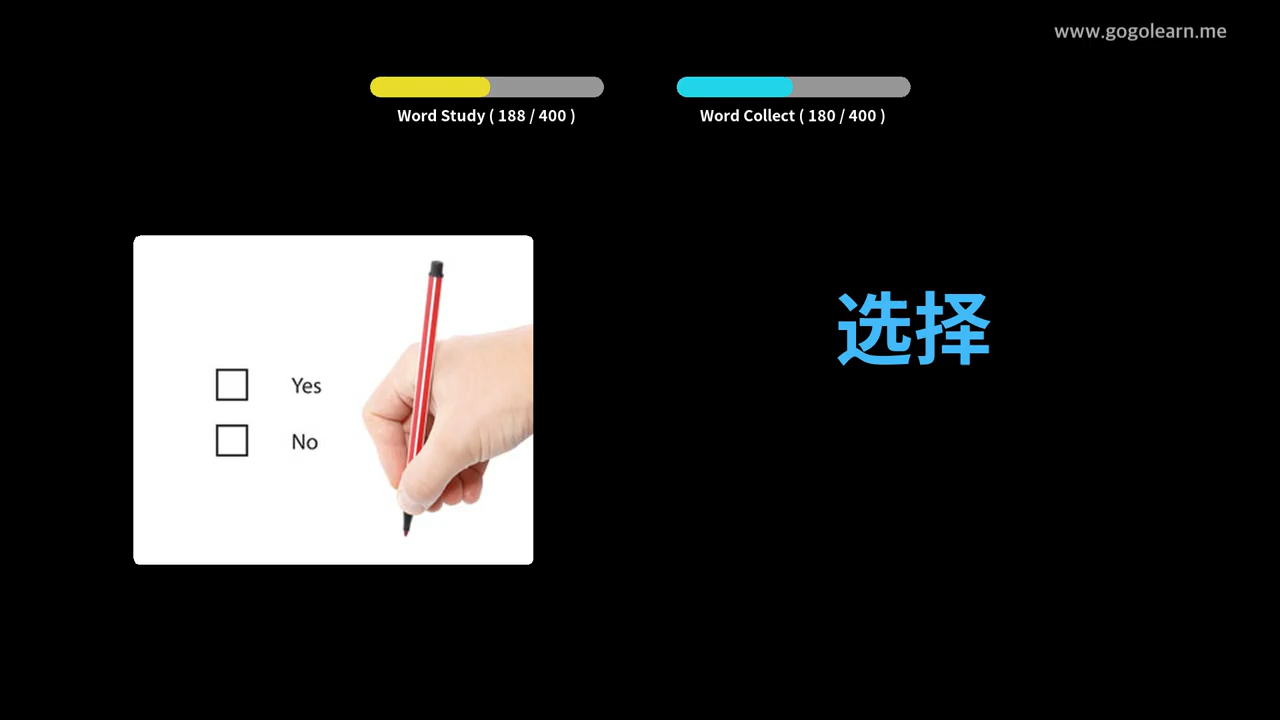 www.gogolearn.me
Word Study ( 188 / 400 )
Word Collect ( 180 / 400 )
选择
Yes
No